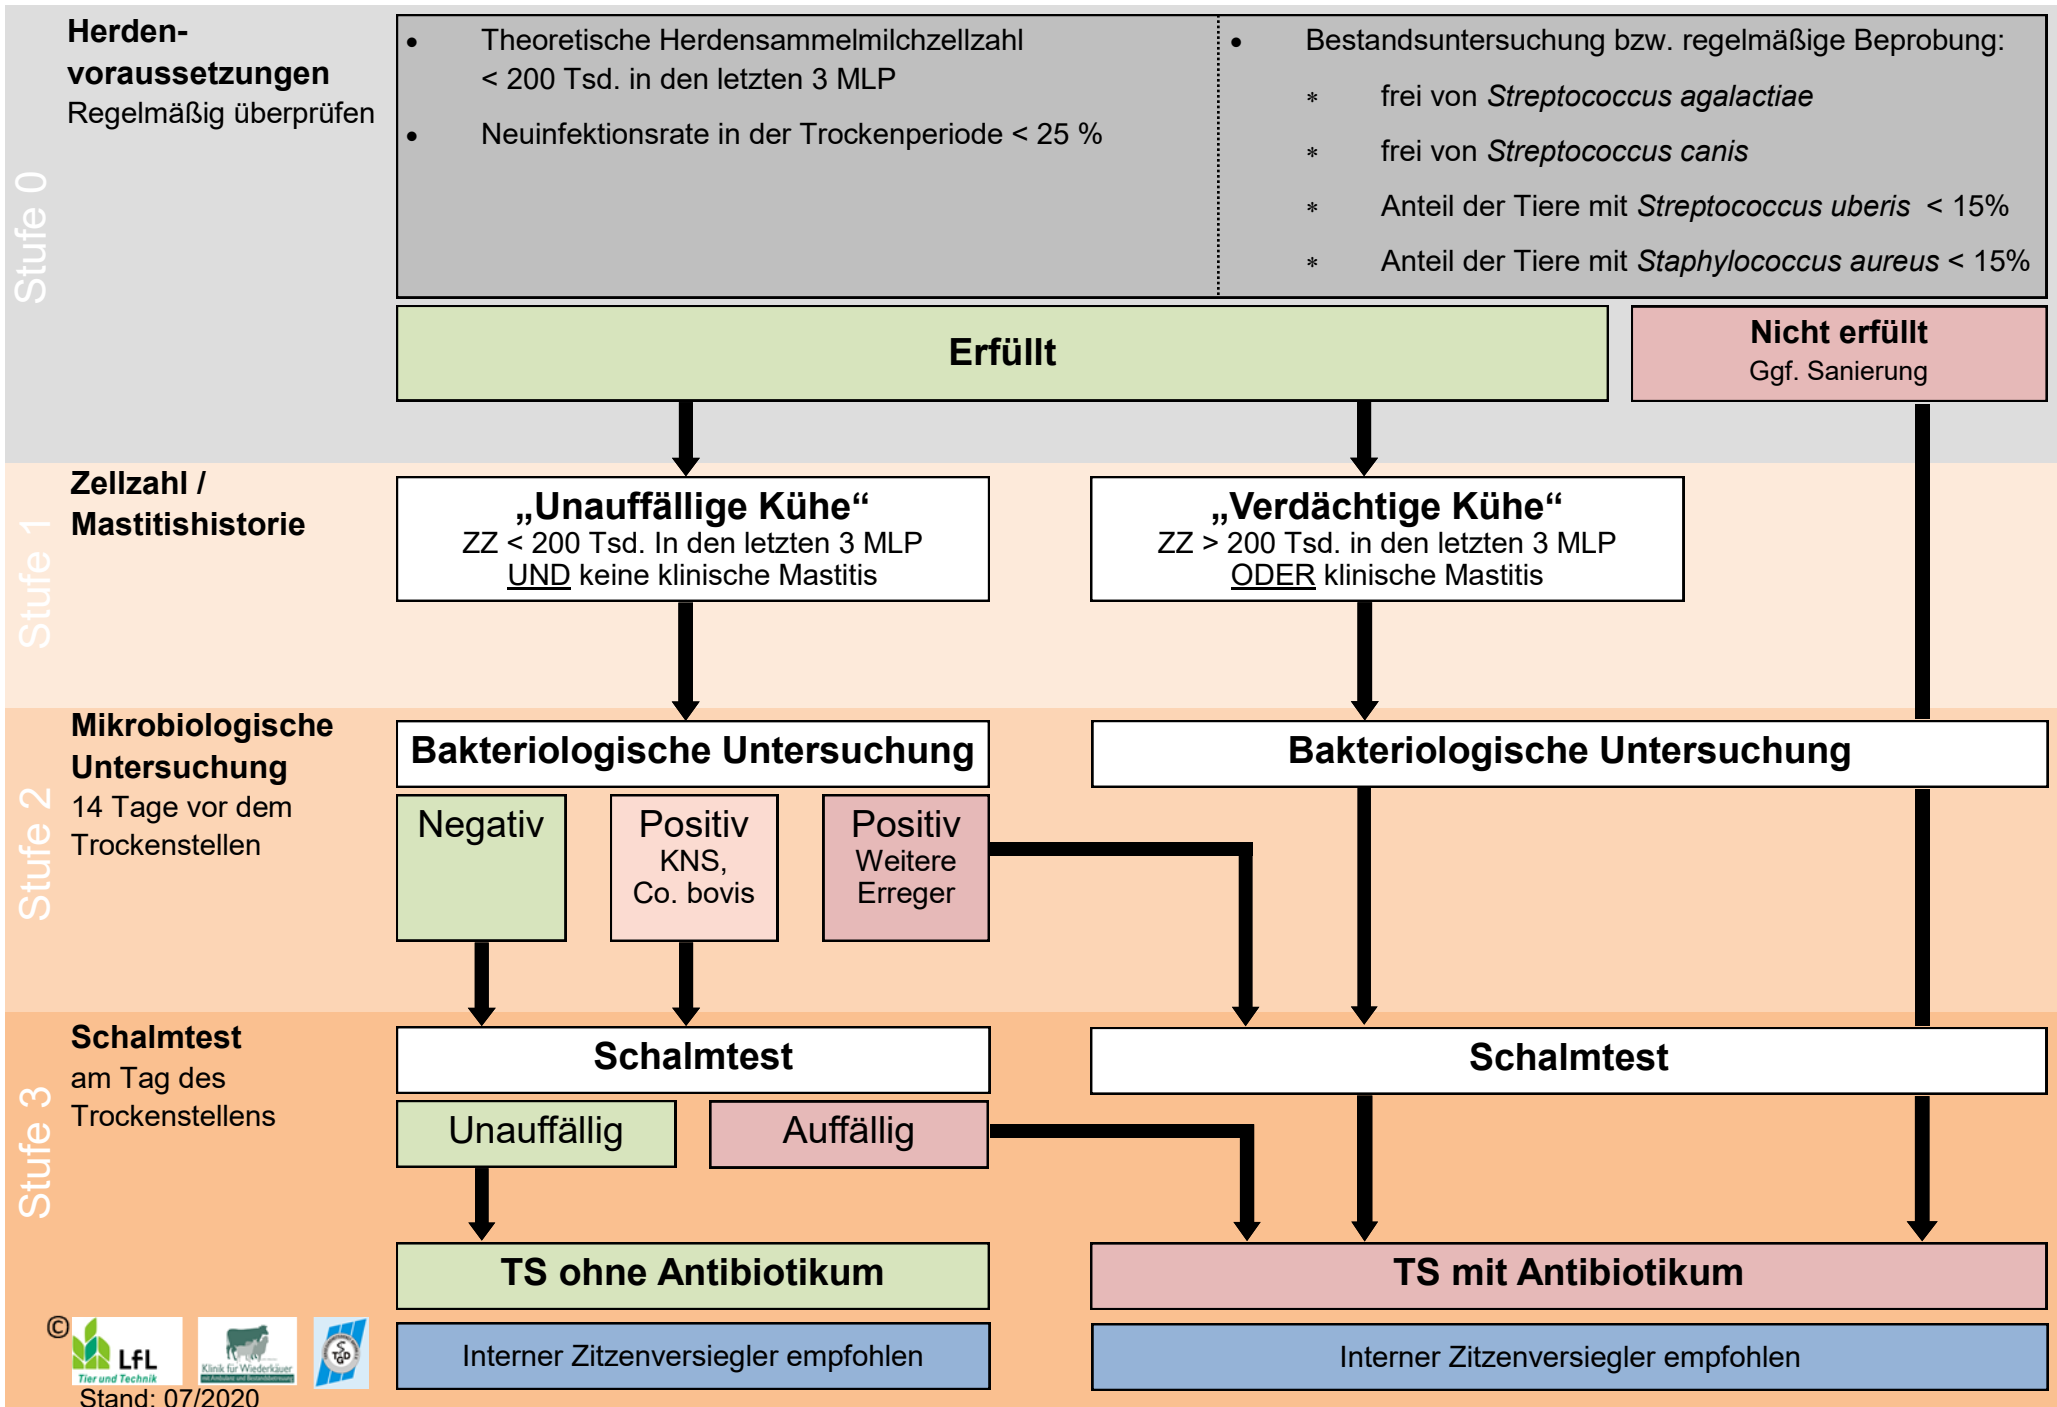 Stufe 0
Herden-
voraussetzungen
Regelmäßig überprüfen
• Theoretische Herdensammelmilchzellzahl
< 200 Tsd. in den letzten 3 MLP
• Neuinfektionsrate in der Trockenperiode < 25 %
• Bestandsuntersuchung bzw. regelmäßige Beprobung:
* frei von Streptococcus agalactiae
* frei von Streptococcus canis
* Anteil der Tiere mit Streptococcus uberis < 15%
* Anteil der Tiere mit Staphylococcus aureus < 15%
Erfüllt
Nicht erfüllt
Ggf. Sanierung
Stufe 1
Zellzahl /
Mastitishistorie
„Unauffällige Kühe“
ZZ < 200 Tsd. In den letzten 3 MLP
UND keine klinische Mastitis
„Verdächtige Kühe“
ZZ > 200 Tsd. in den letzten 3 MLP
ODER klinische Mastitis
Stufe 2
Mikrobiologische
Untersuchung
14 Tage vor dem
Trockenstellen
Bakteriologische Untersuchung
Bakteriologische Untersuchung
Negativ
Positiv
KNS,
Co. bovis
Positiv
Weitere
Erreger
Stufe 3
Schalmtest
am Tag des
Trockenstellens
Schalmtest
Schalmtest
Unauffällig
Auffällig
TS ohne Antibiotikum
TS mit Antibiotikum
Interner Zitzenversiegler empfohlen
Interner Zitzenversiegler empfohlen
©
LfL
Tier und Technik
Klinik für Wiederkäuer
mit Ambulanz und Bestandsbetreuung
TGD
Stand: 07/2020